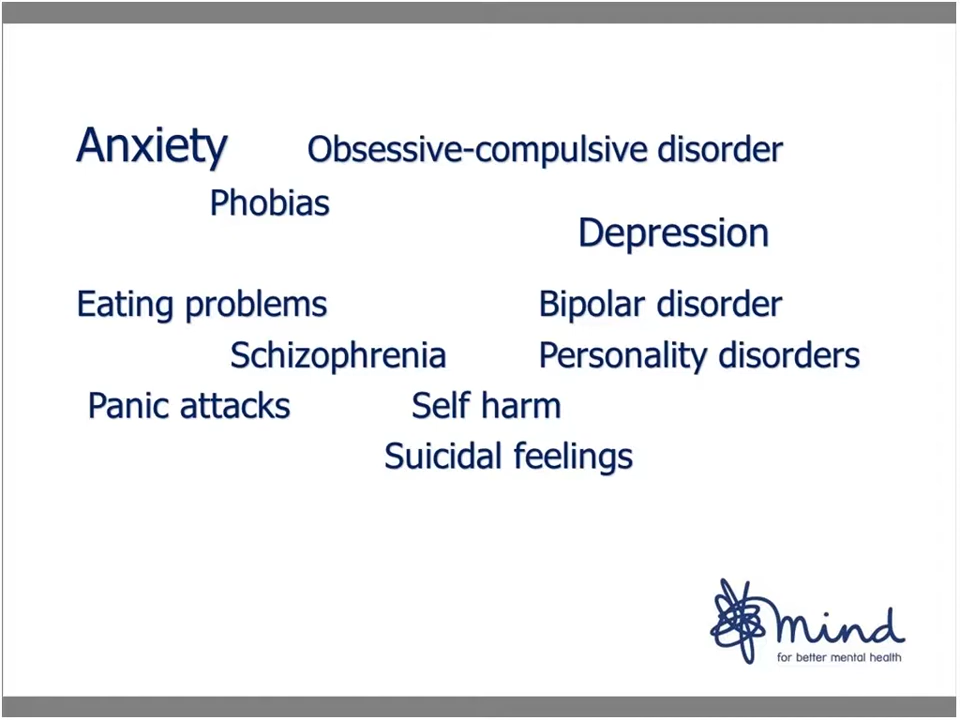 Anxiety Obsessive-compulsive disorder
Phobias
Depression
Eating problems Bipolar disorder
Schizophrenia Personality disorders
Panic attacks Self harm
Suicidal feelings
mind
for better mental health